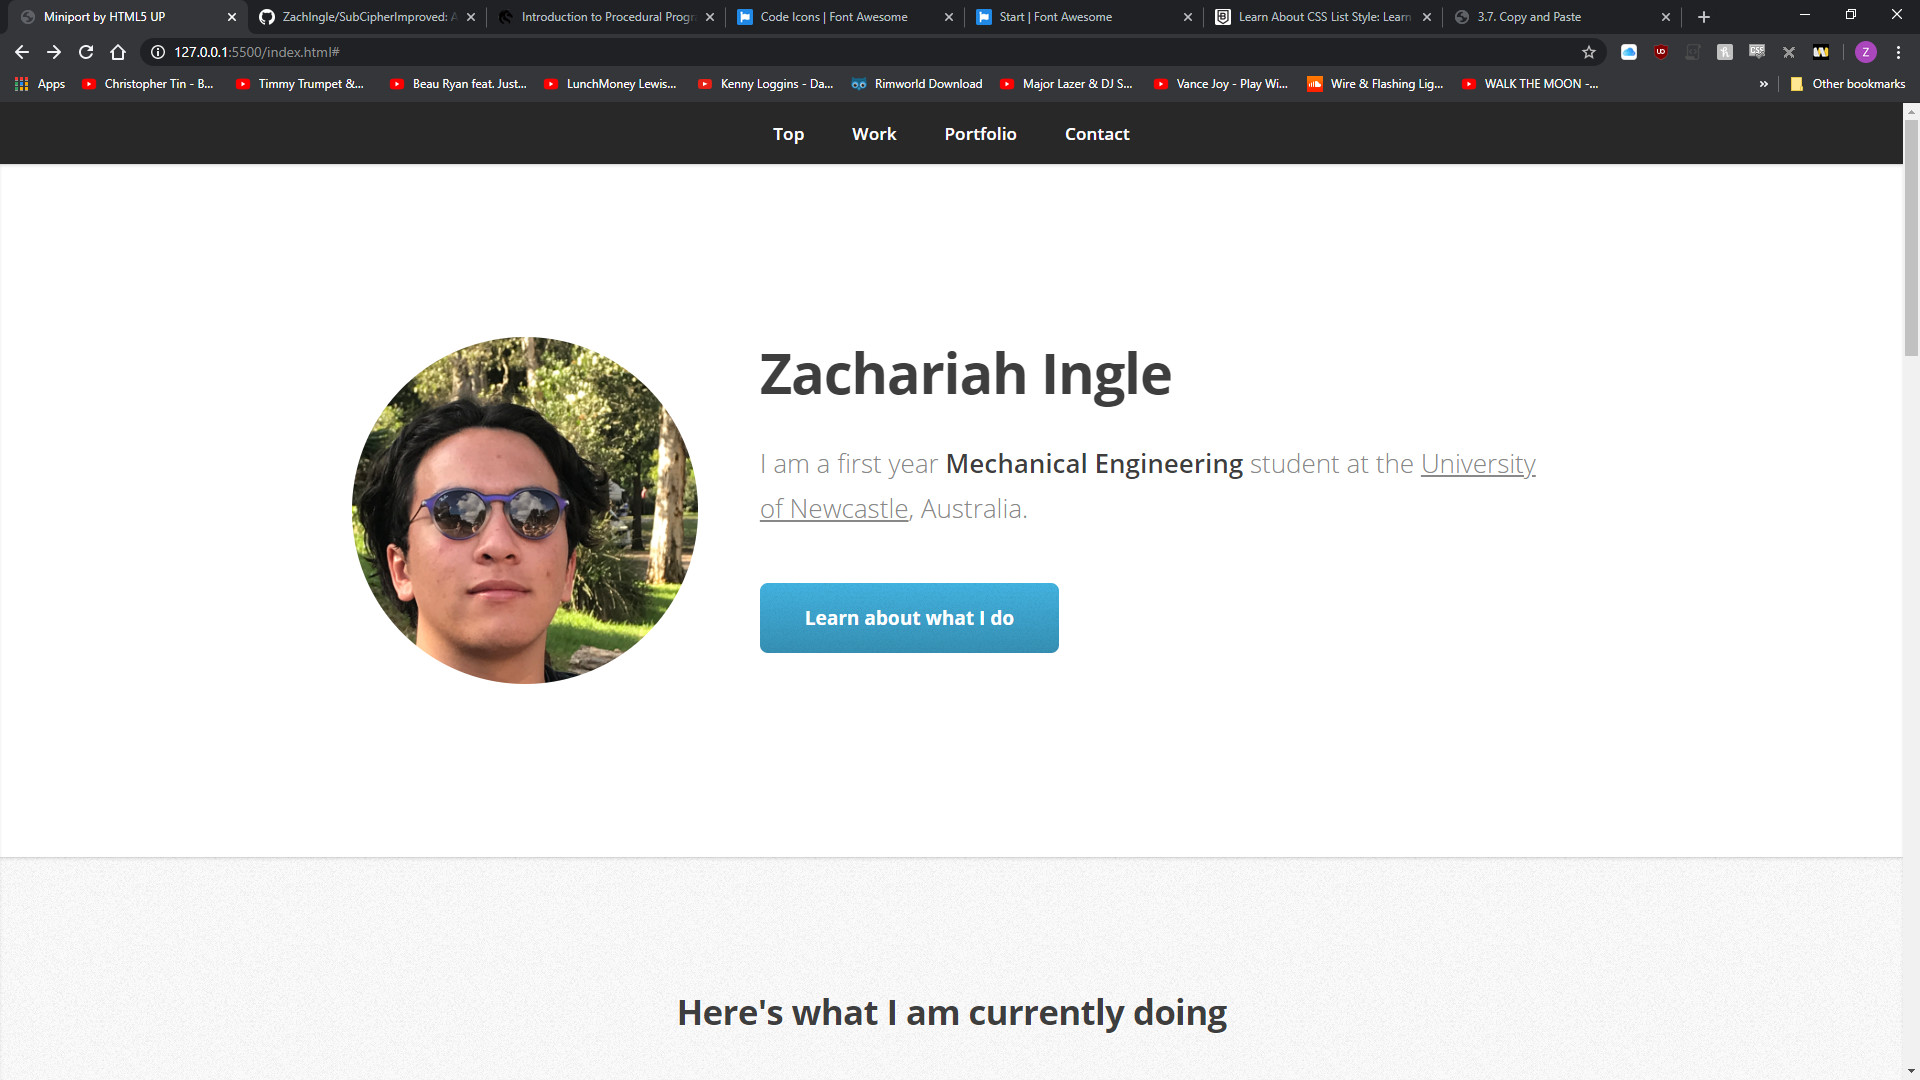 Miniport by HTML5 UP
ZachIngle/SubCipherImproved: A
Introduction to Procedural Progr
Code Icons | Font Awesome
Start | Font Awesome
Learn About CSS List Style: Learn
3.7. Copy and Paste
127.0.0.1:5500/index.html#
Z
Apps
Christopher Tin - B...
Timmy Trumpet &...
Beau Ryan feat. Just...
LunchMoney Lewis...
Kenny Loggins - Da...
Rimworld Download
Major Lazer & DJ S...
Vance Joy - Play Wi...
Wire & Flashing Lig...
WALK THE MOON -...
»
Other bookmarks
Top
Work
Portfolio
Contact
Zachariah Ingle
I am a first year Mechanical Engineering student at the University
of Newcastle, Australia.
Learn about what I do
Here's what I am currently doing